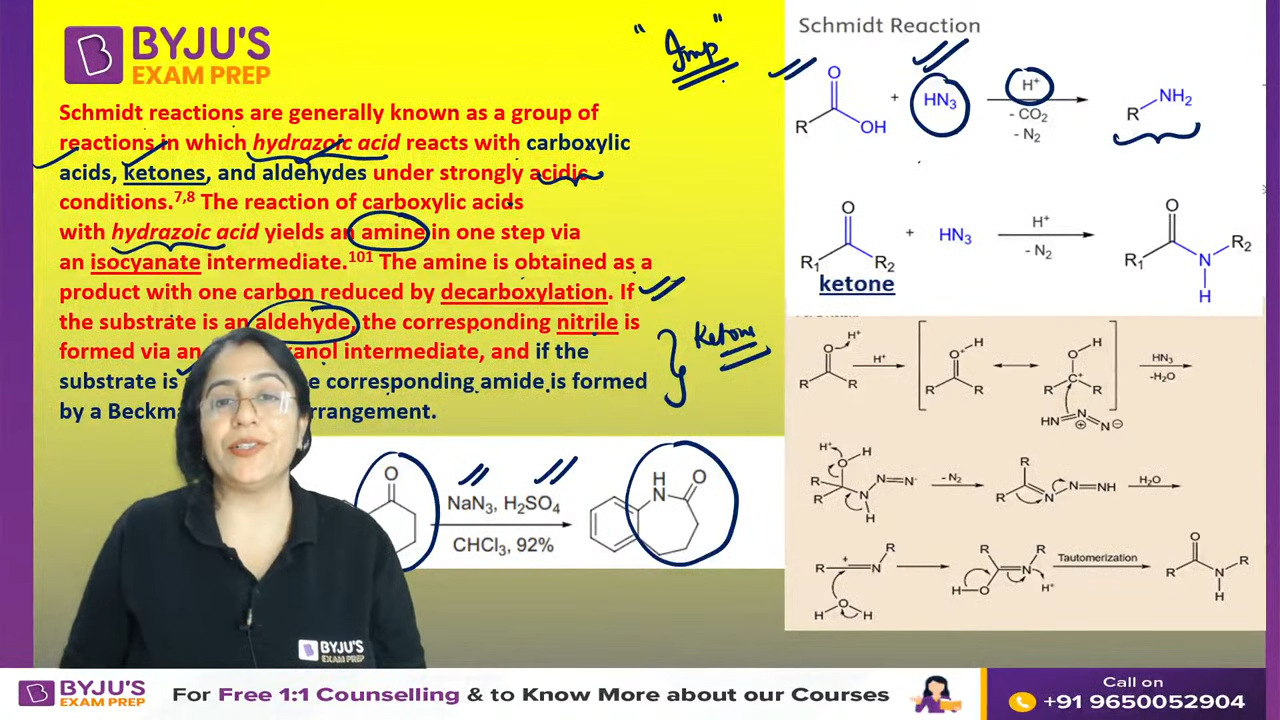 BYJU'S
EXAM PREP
"Imp"
Schmidt reactions are generally known as a group of
reactions in which hydrazoic acid reacts with carboxylic
acids, ketones, and aldehydes under strongly acidic
conditions.7,8 The reaction of carboxylic acids
with hydrazoic acid yields an amine in one step via
an isocyanate intermediate.101 The amine is obtained as a
product with one carbon reduced by decarboxylation. If
the substrate is an aldehyde, the corresponding nitrile is
formed via an intermediate, and if the
substrate is the corresponding amide is formed
by a
Ketone
O
NaN3, H2SO4
CHCl3, 92%
H
N
O
Schmidt Reaction
O
R
OH
+
HN3
H+
- CO2
- N2
R
NH2
O
R1
R2
ketone
+
HN3
H+
- N2
O
R1
N
R2
H
O
H+
R
R
H+
O+
H
R
R
O
H
C+
R
R
HN
N
N
HN3
-H2O
H+
O
H
R
R
N
H
N
N-
- N2
R
R
N
N
NH
H2O
R
+
N
R
H
O
H
R
N
R
H
O
H+
Tautomerization
O
R
N
R
H
BYJU'S
EXAM PREP
BYJU'S
EXAM PREP
For Free 1:1 Counselling & to Know More about our Courses
Call on
+91 9650052904